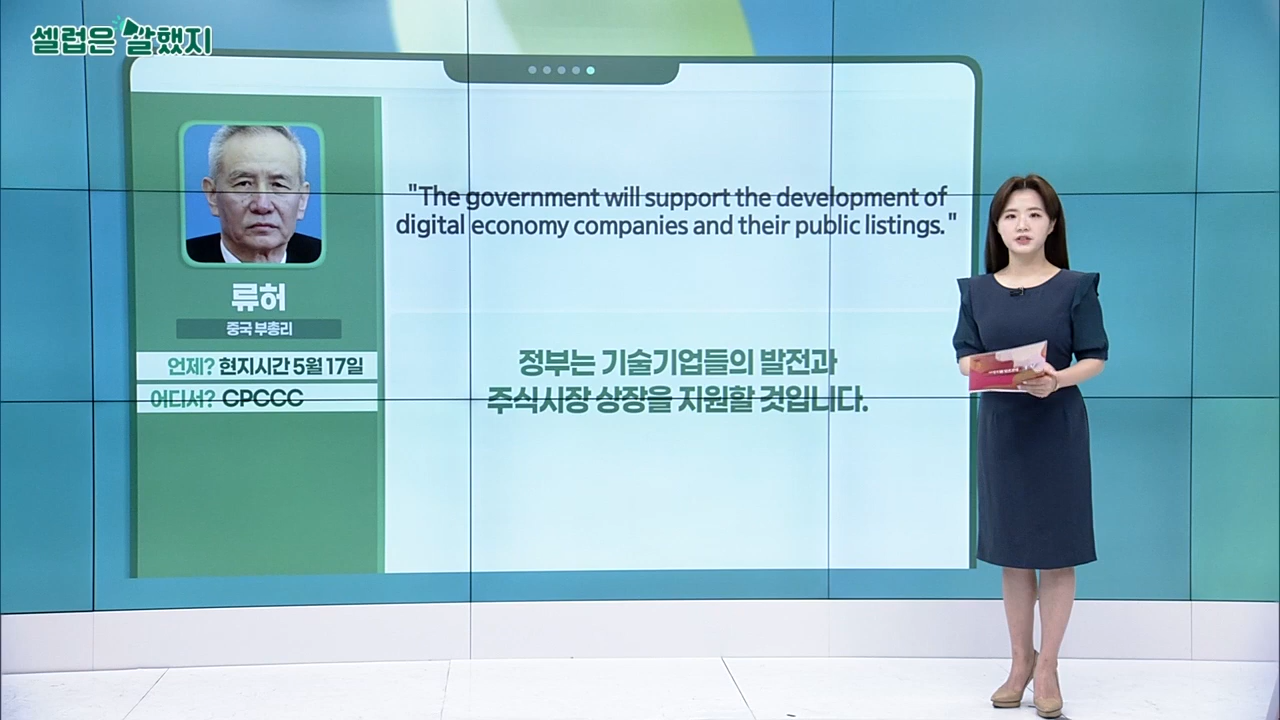 셀럽은 말했지
"The government will support the development of
digital economy companies and their public listings."
류허
중국 부총리
언제? 현지시간 5월 17일
어디서? CPCCC
정부는 기술기업들의 발전과
주식시장 상장을 지원할 것입니다.